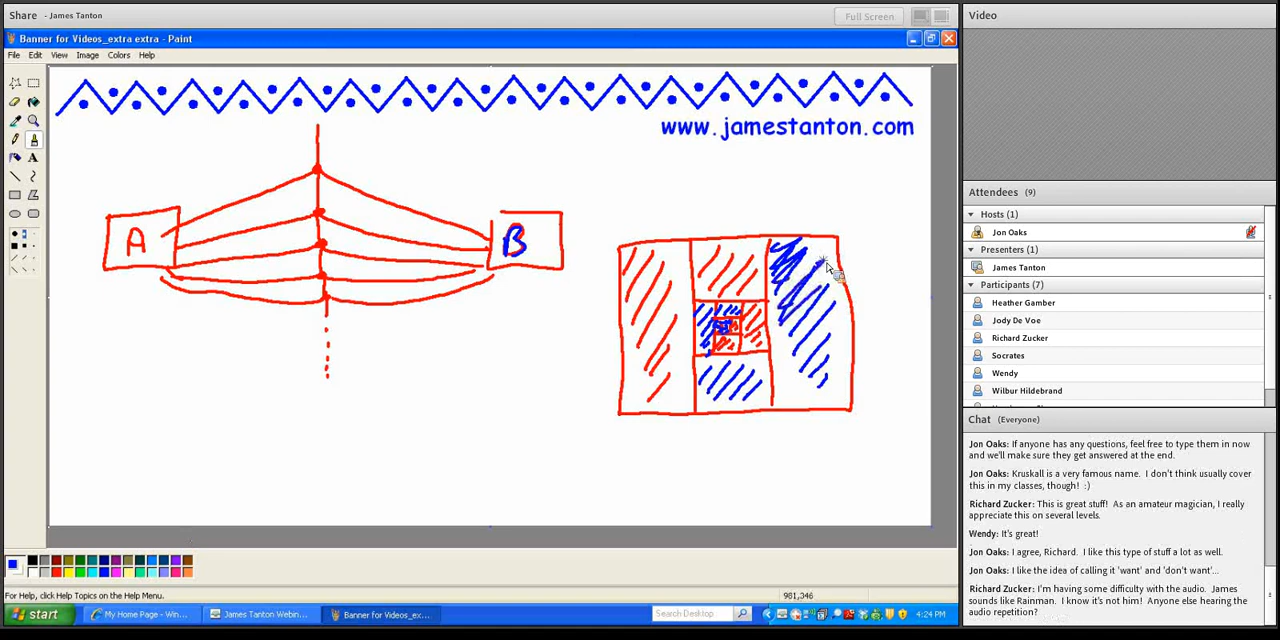 Share - James Tanton
Full Screen
Video
Banner for Videos_extra extra - Paint
File Edit View Image Colors Help
www.jamestanton.com
A
B
Attendees (9)
Hosts (1)
Jon Oaks
Presenters (1)
James Tanton
Participants (7)
Heather Gamber
Jody De Voe
Richard Zucker
Socrates
Wendy
Wilbur Hildebrand
Chat (Everyone)
Jon Oaks: If anyone has any questions, feel free to type them in now
and we'll make sure they get answered at the end.
Jon Oaks: Kruskall is a very famous name. I don't think usually cover
this in my classes, though! :)
Richard Zucker: This is great stuff! As an amateur magician, I really
appreciate this on several levels.
Wendy: It's great!
Jon Oaks: I agree, Richard. I like this type of stuff a lot as well.
Jon Oaks: I like the idea of calling it 'want' and 'don't want'...
Richard Zucker: I'm having some difficulty with the audio. James
sounds like Rainman. I know it's not him! Anyone else hearing the
audio repetition?
For Help, click Help Topics on the Help Menu.
981,346
start
My Home Page - Win...
James Tanton Webin...
Banner for Videos_ex...
Search Desktop
4:24 PM